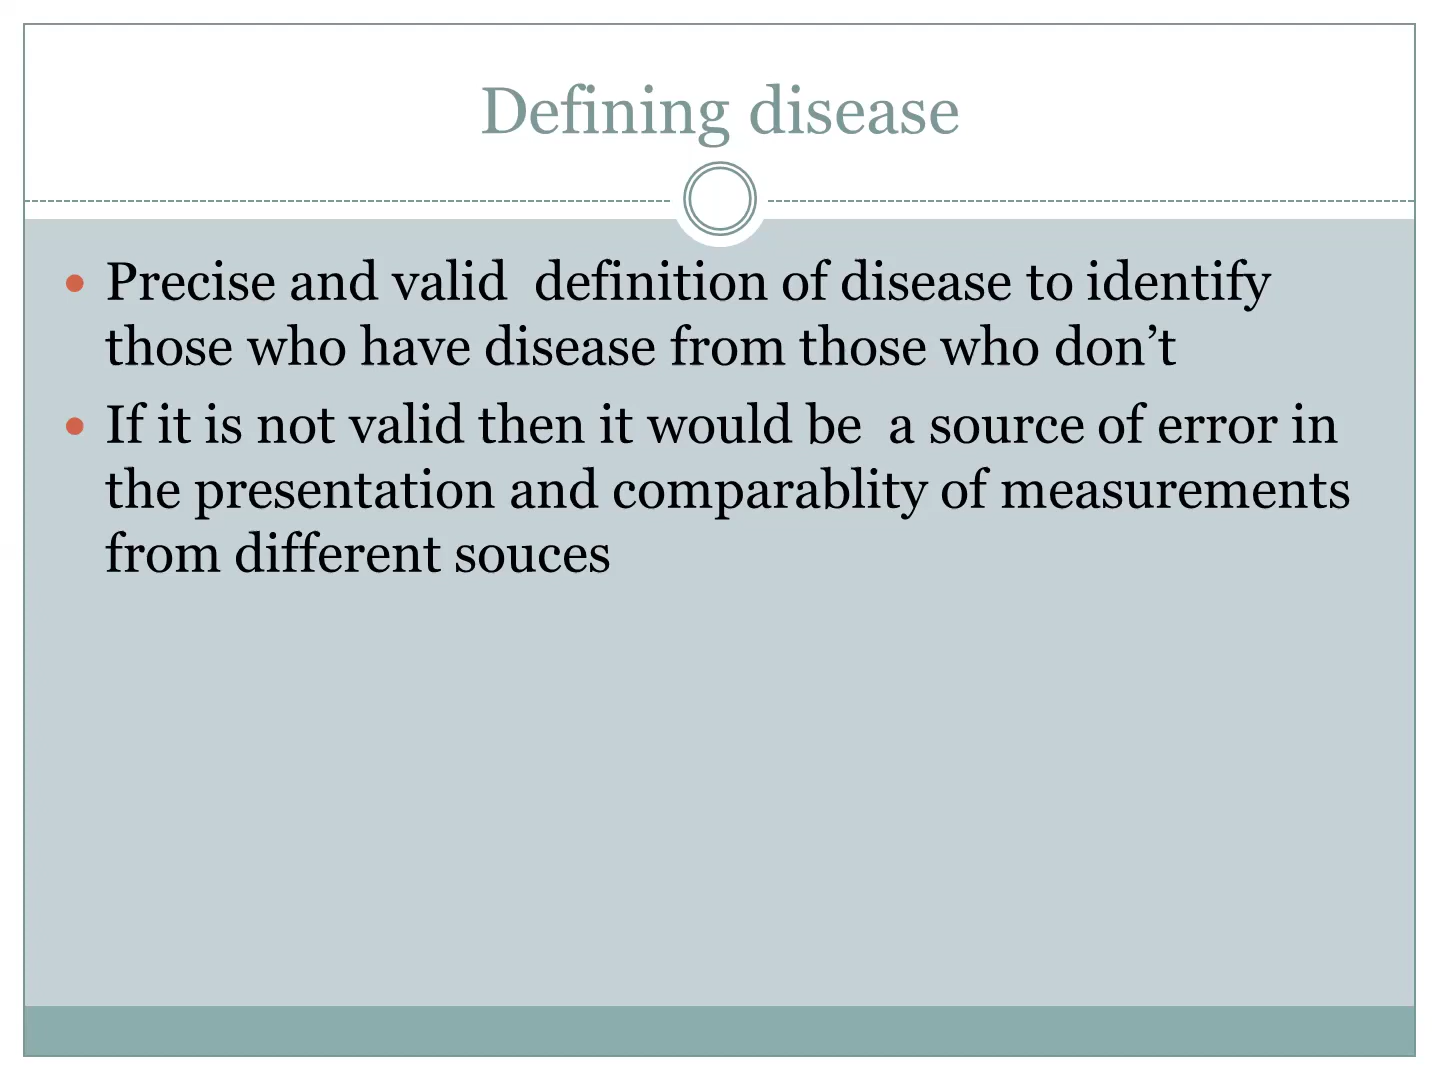 Defining disease
• Precise and valid  definition of disease to identify
those who have disease from those who don’t
• If it is not valid then it would be  a source of error in
the presentation and comparablity of measurements
from different souces